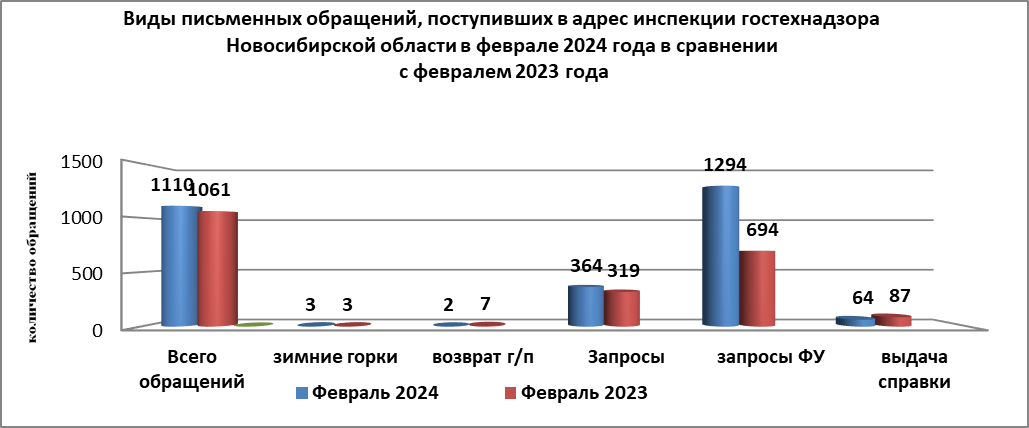 Виды письменных обращений, поступивших в адрес инспекции гостехнадзора
Новосибирской области в феврале 2024 года в сравнении
с февралем 2023 года
количество обращений
1500
1000
500
0
1110
1061
3
3
2
7
364
319
1294
694
64
87
Всего
обращений
зимние горки
возврат г/п
Запросы
запросы ФУ
выдача
справки
Февраль 2024
Февраль 2023